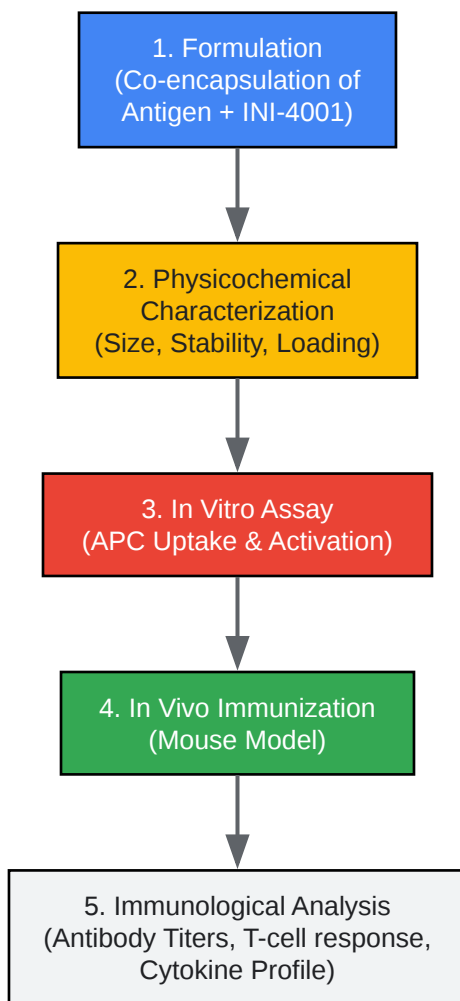 1. Formulation
(Co-encapsulation of
Antigen + INI-4001)
2. Physicochemical
Characterization
(Size, Stability, Loading)
3. In Vitro Assay
(APC Uptake & Activation)
4. In Vivo Immunization
(Mouse Model)
5. Immunological Analysis
(Antibody Titers, T-cell response,
Cytokine Profile)